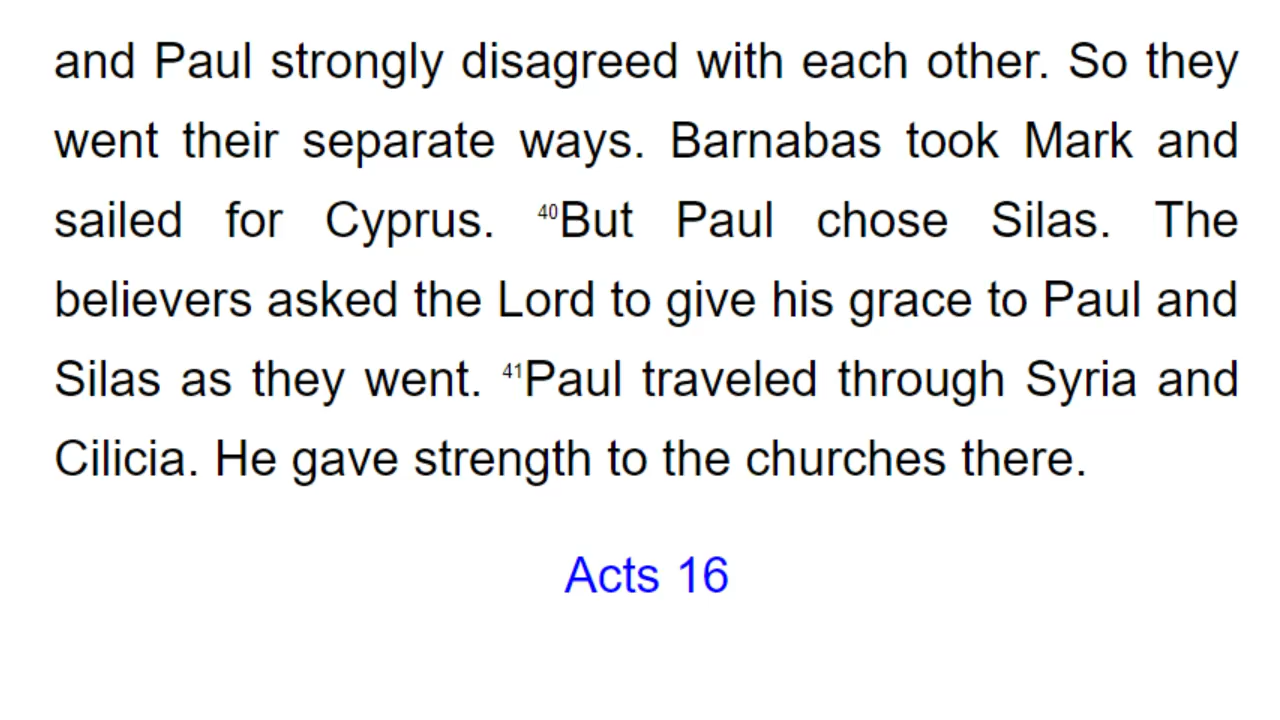 and Paul strongly disagreed with each other. So they
went their separate ways. Barnabas took Mark and
sailed for Cyprus. 40But Paul chose Silas. The
believers asked the Lord to give his grace to Paul and
Silas as they went. 41Paul traveled through Syria and
Cilicia. He gave strength to the churches there.
Acts 16